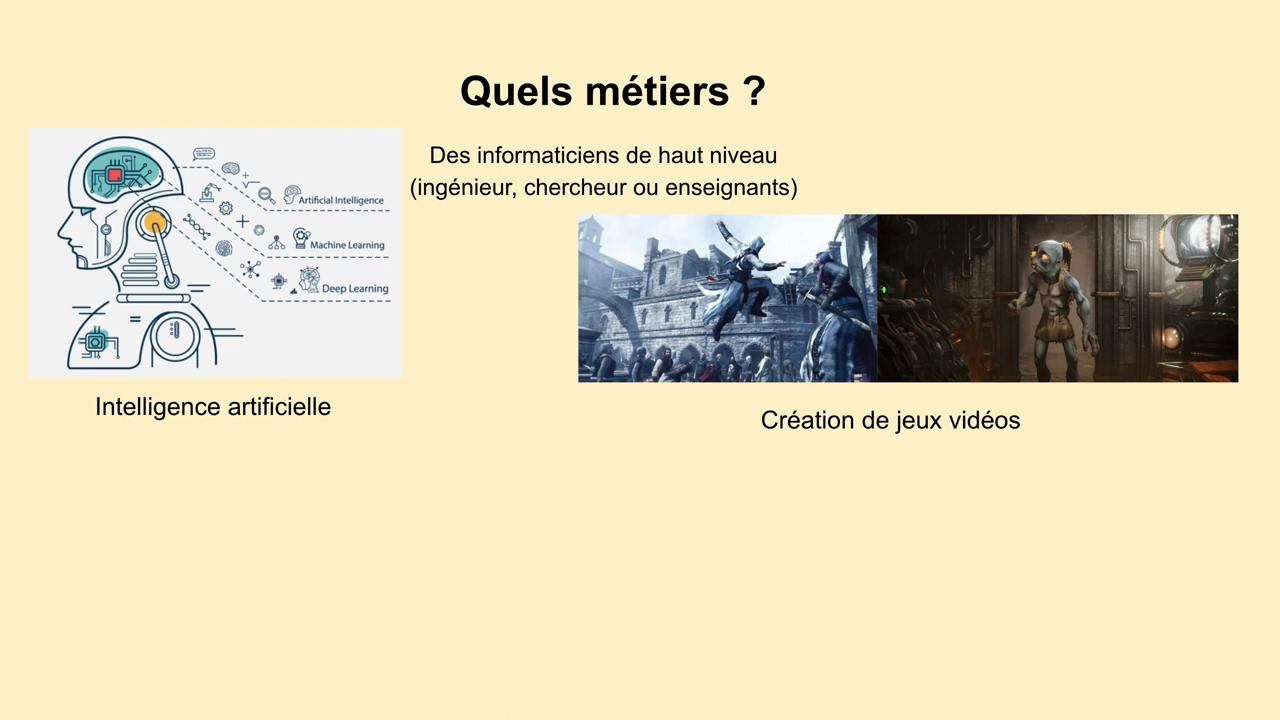 Quels métiers ?
Des informaticiens de haut niveau
(ingénieur, chercheur ou enseignants)
Artificial Intelligence
Machine Learning
Deep Learning
Intelligence artificielle
Création de jeux vidéos